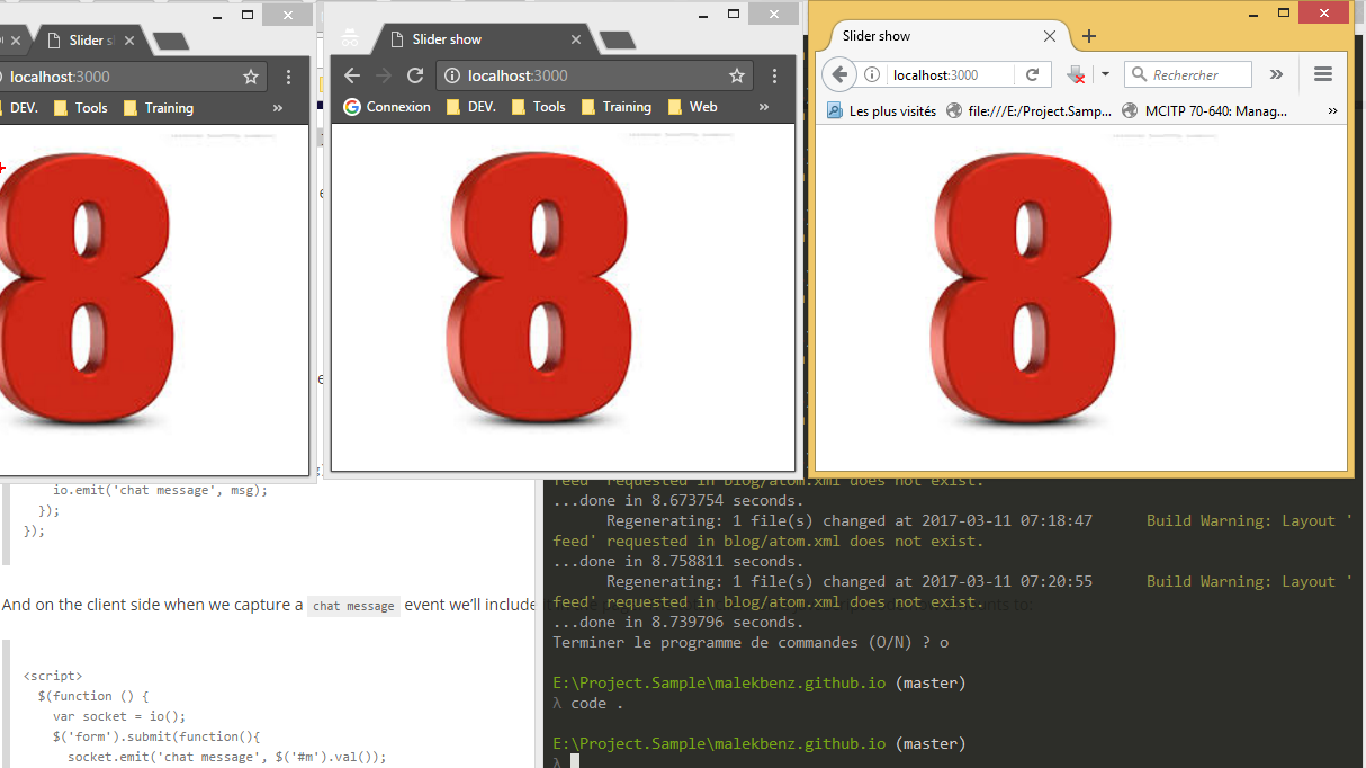 Slider s
localhost:3000
DEV.
Tools
Training
»
8
Slider show
localhost:3000
Connexion
DEV.
Tools
Training
Web
»
8
Slider show
localhost:3000
Rechercher
»
Les plus visités
file:///E:/Project.Samp...
MCITP 70-640: Manag...
»
8
io.emit('chat message', msg);
});
});
And on the client side when we capture a chat message event we'll include
<script>
$(function () {
var socket = io();
$('form').submit(function(){
socket.emit('chat message', $('#m').val());
feed' requested in blog/atom.xml does not exist.
...done in 8.673754 seconds.
Regenerating: 1 file(s) changed at 2017-03-11 07:18:47 Build Warning: Layout '
feed' requested in blog/atom.xml does not exist.
...done in 8.758811 seconds.
Regenerating: 1 file(s) changed at 2017-03-11 07:20:55 Build Warning: Layout '
feed' requested in blog/atom.xml does not exist.
...done in 8.739796 seconds.
Terminer le programme de commandes (O/N) ? o
E:\Project.Sample\malekbenz.github.io (master)
λ code .
E:\Project.Sample\malekbenz.github.io (master)
λ